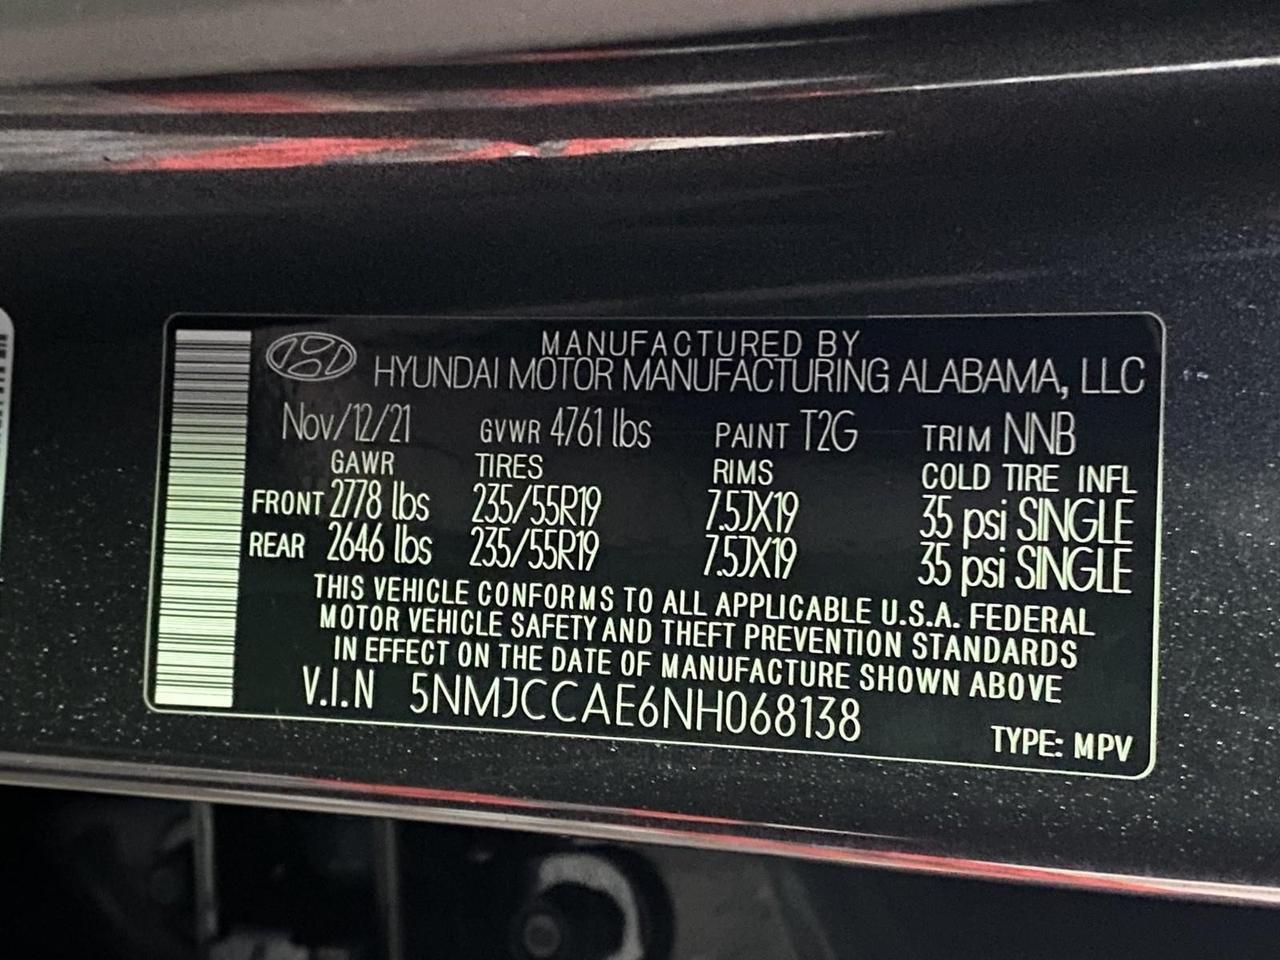 MANUFACTURED BY
HYUNDAI MOTOR MANUFACTURING ALABAMA, LLC
Nov/12/21 GVWR 4761 lbs PAINT T2G TRIM NNB
GAWR TIRES RIMS COLD TIRE INFL
FRONT 2778 lbs 235/55R19 7.5JX19 35 psi SINGLE
REAR 2646 lbs 235/55R19 7.5JX19 35 psi SINGLE
THIS VEHICLE CONFORMS TO ALL APPLICABLE U.S.A. FEDERAL
MOTOR VEHICLE SAFETY AND THEFT PREVENTION STANDARDS
IN EFFECT ON THE DATE OF MANUFACTURE SHOWN ABOVE
V.I.N 5NMJCCAE6NH068138
TYPE: MPV